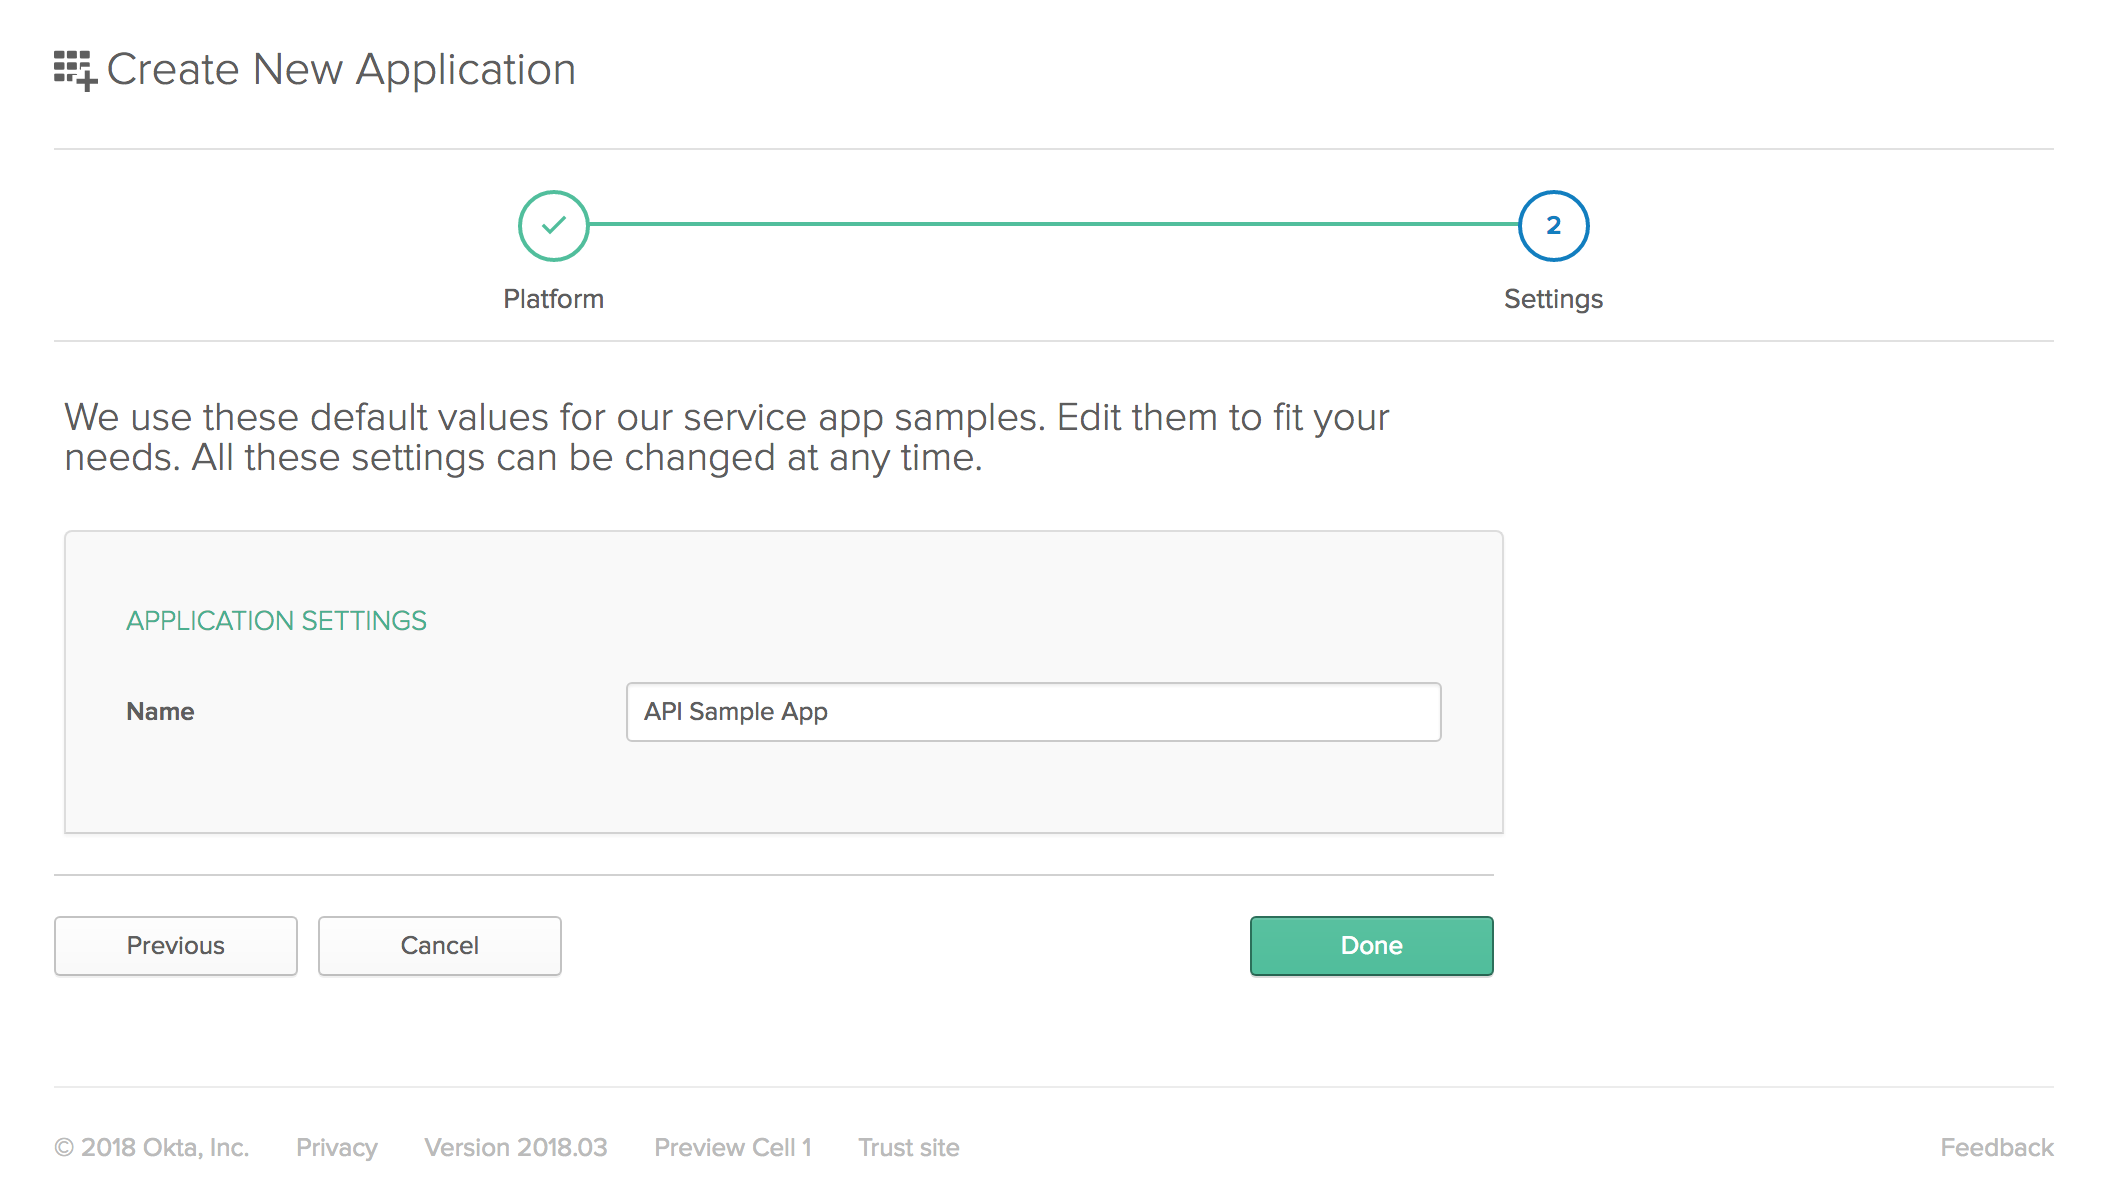 Create New Application
2
Platform
Settings
We use these default values for our service app samples. Edit them to fit your
needs. All these settings can be changed at any time.
APPLICATION SETTINGS
Name
API Sample App
Previous
Cancel
Done
© 2018 Okta, Inc.
Privacy
Version 2018.03
Preview Cell 1
Trust site
Feedback